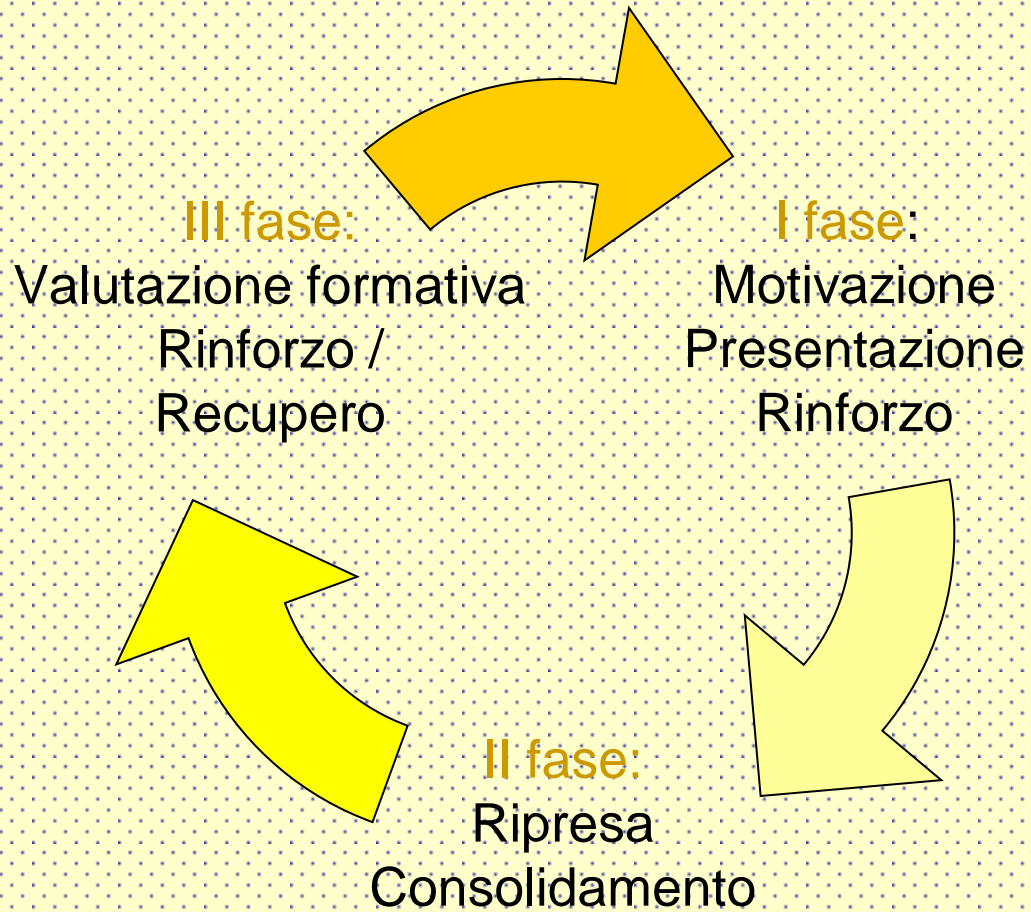 III fase:
Valutazione formativa
Rinforzo /
Recupero
I fase:
Motivazione
Presentazione
Rinforzo
II fase:
Ripresa
Consolidamento